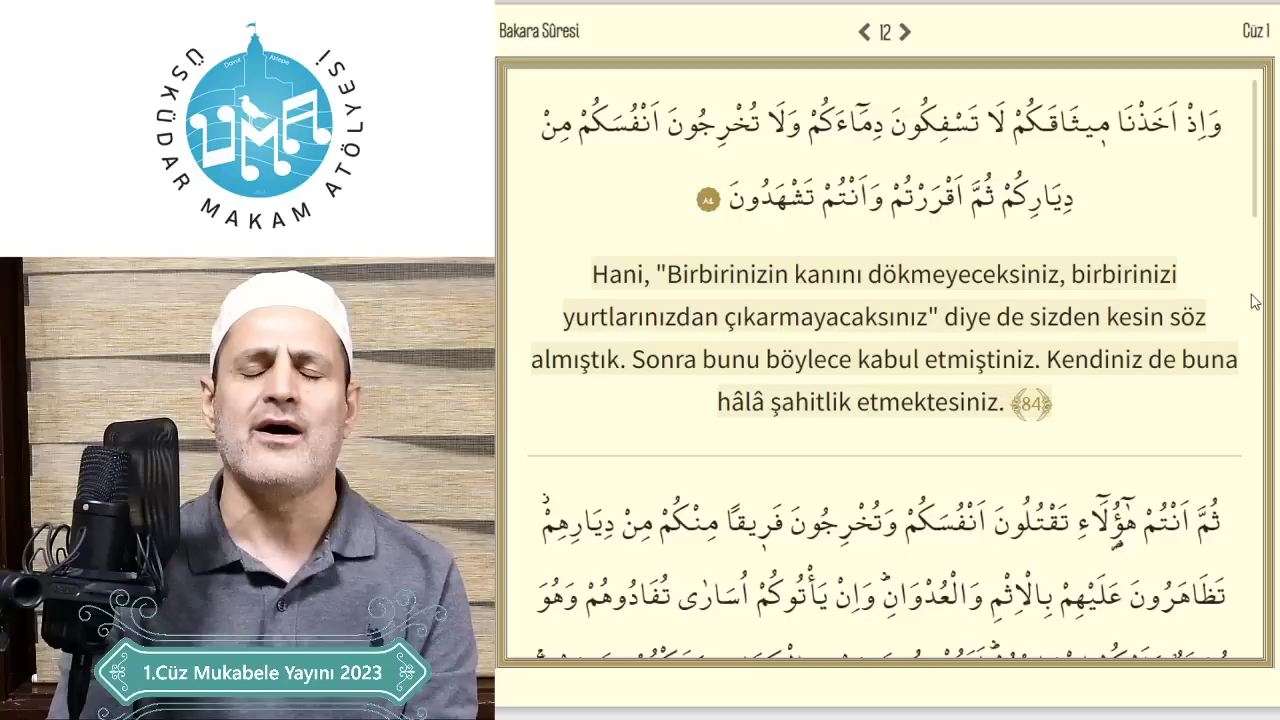 ÜSKÜDAR MAKAM ATÖLYESİ
1.Cüz Mukabele Yayını 2023
Bakara Sûresi
12
Cüz 1
وَاِذْ اَخَذْنَا م۪يثَاقَكُمْ لَا تَسْفِكُونَ دِمَٓاءَكُمْ وَلَا تُخْرِجُونَ اَنْفُسَكُمْ مِنْ
دِيَارِكُمْ ثُمَّ اَقْرَرْتُمْ وَاَنْتُمْ تَشْهَدُونَ ٨٤
Hani, "Birbirinizin kanını dökmeyeceksiniz, birbirinizi
yurtlarınızdan çıkarmayacaksınız" diye de sizden kesin söz
almıştık. Sonra bunu böylece kabul etmiştiniz. Kendiniz de buna
hâlâ şahitlik etmektesiniz. ﴾84﴿
ثُمَّ اَنْتُمْ هٰٓؤُ۬لَٓاءِ تَقْتُلُونَ اَنْفُسَكُمْ وَتُخْرِجُونَ فَر۪يقًا مِنْكُمْ مِنْ دِيَارِهِمْۘ
تَظَاهَرُونَ عَلَيْهِمْ بِالْاِثْمِ وَالْعُدْوَانِۜ وَاِنْ يَأْتُوكُمْ اُسَارٰى تُفَادُوهُمْ وَهُوَ